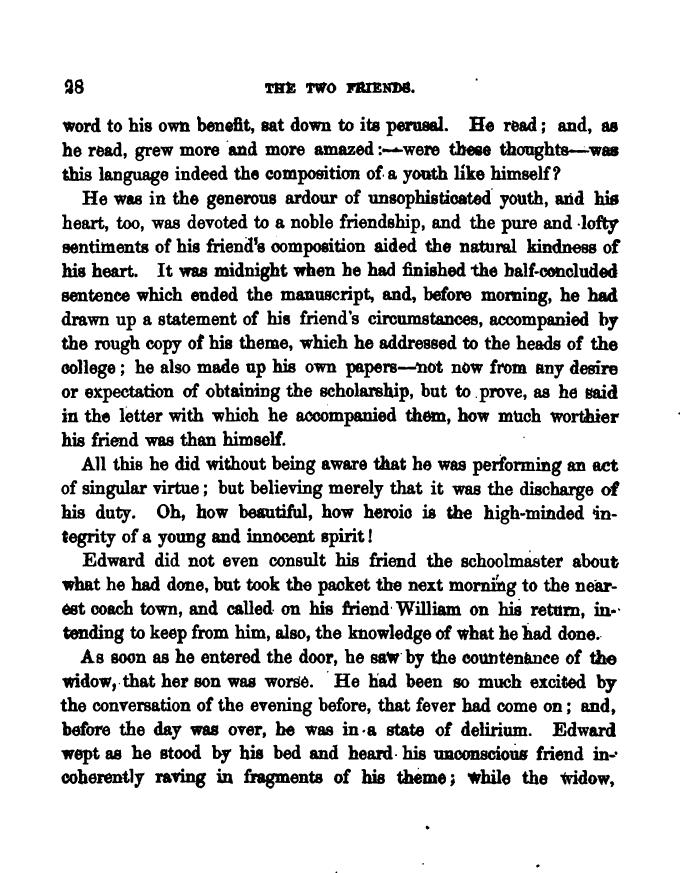 28 THE TWO FRIENDS.
word to his own benefit, sat down to its perusal. He read; and, as
he read, grew more and more amazed:—were these thoughts—was
this language indeed the composition of a youth like himself?
He was in the generous ardour of unsophisticated youth, and his
heart, too, was devoted to a noble friendship, and the pure and lofty
sentiments of his friend's composition aided the natural kindness of
his heart. It was midnight when he had finished the half-concluded
sentence which ended the manuscript, and, before morning, he had
drawn up a statement of his friend's circumstances, accompanied by
the rough copy of his theme, which he addressed to the heads of the
college; he also made up his own papers—not now from any desire
or expectation of obtaining the scholarship, but to prove, as he said
in the letter with which he accompanied them, how much worthier
his friend was than himself.
All this he did without being aware that he was performing an act
of singular virtue; but believing merely that it was the discharge of
his duty. Oh, how beautiful, how heroic is the high-minded in-
tegrity of a young and innocent spirit!
Edward did not even consult his friend the schoolmaster about
what he had done, but took the packet the next morning to the near-
est coach town, and called on his friend William on his return, in-
tending to keep from him, also, the knowledge of what he had done.
As soon as he entered the door, he saw by the countenance of the
widow, that her son was worse. He had been so much excited by
the conversation of the evening before, that fever had come on; and,
before the day was over, he was in a state of delirium. Edward
wept as he stood by his bed and heard his unconscious friend in-
coherently raving in fragments of his theme; while the widow,